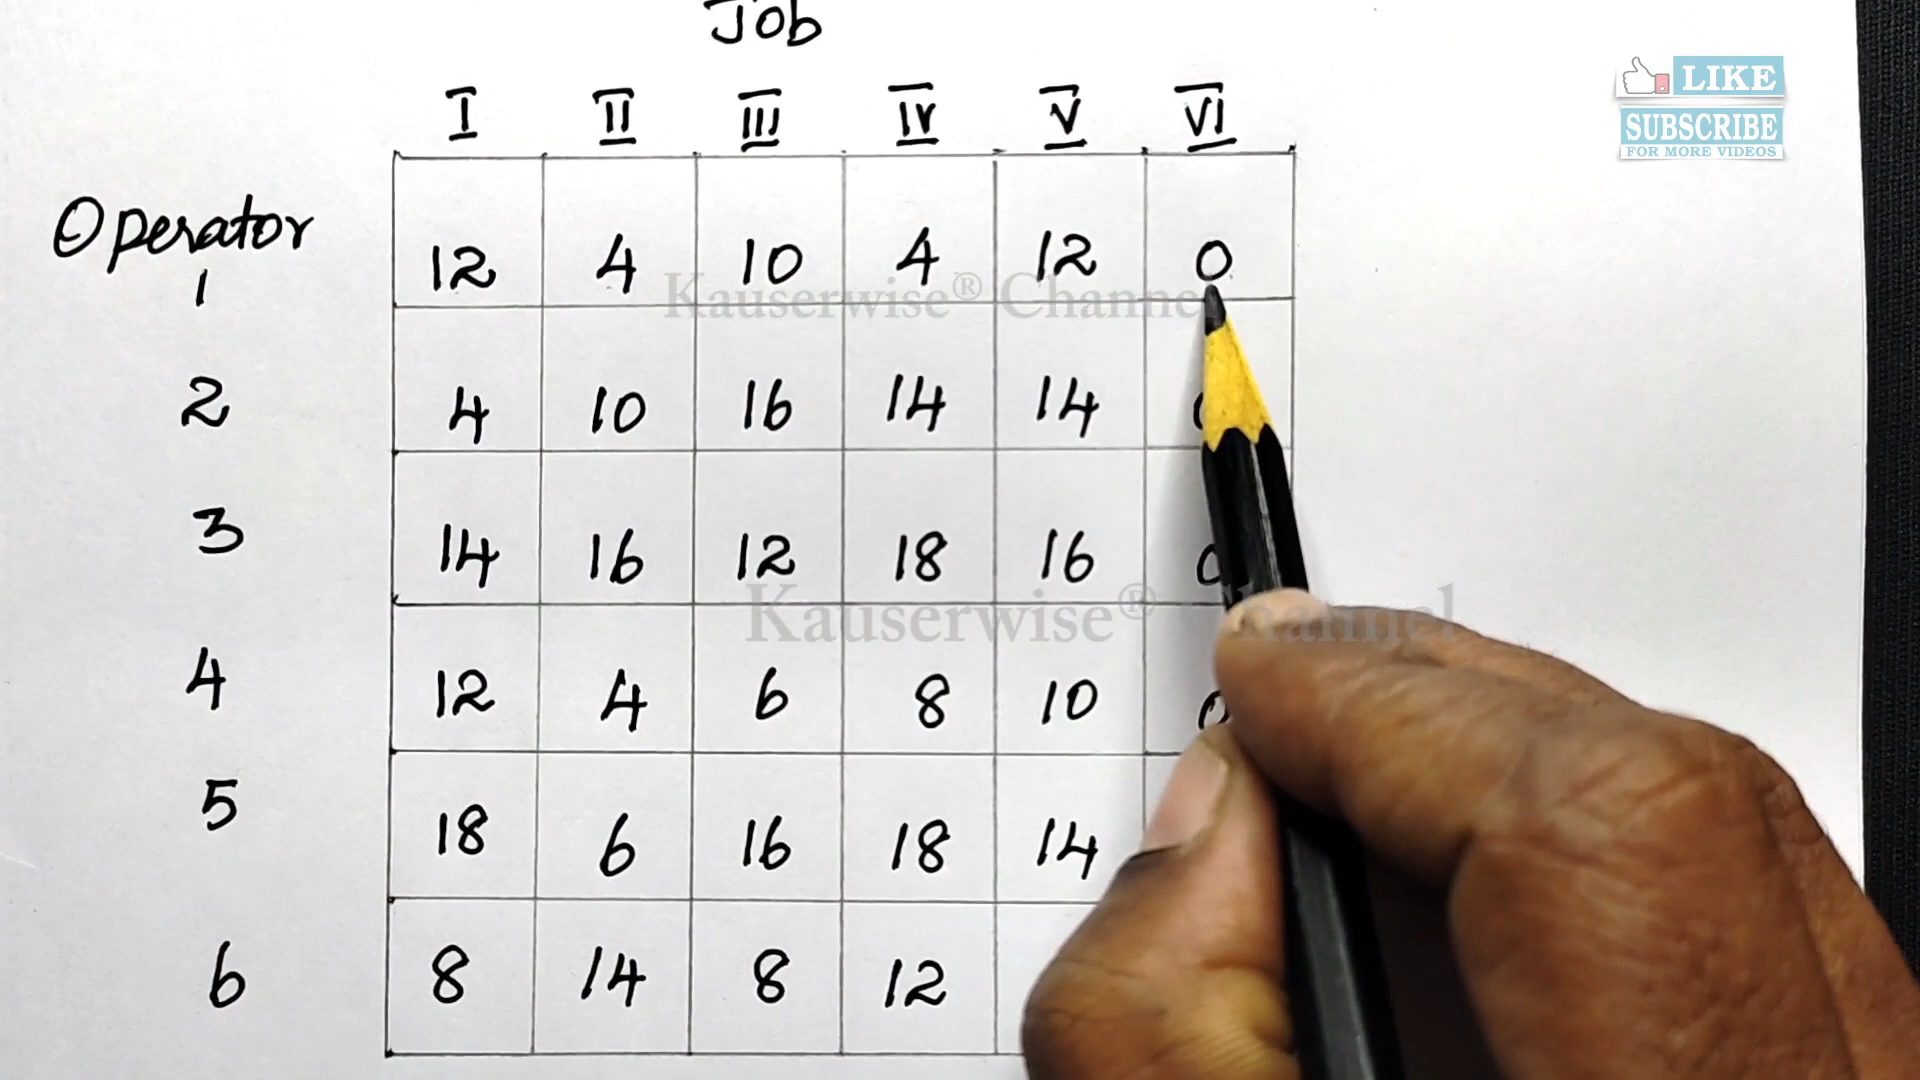 Job
I II III IV V VI
Operator
1 12 4 10 4 12 0
2 4 10 16 14 14
3 14 16 12 18 16
4 12 4 6 8 10
5 18 6 16 18 14
6 8 14 8 12
LIKE
SUBSCRIBE
FOR MORE VIDEOS
Kauserwise® Channel
Kauserwise® Channel